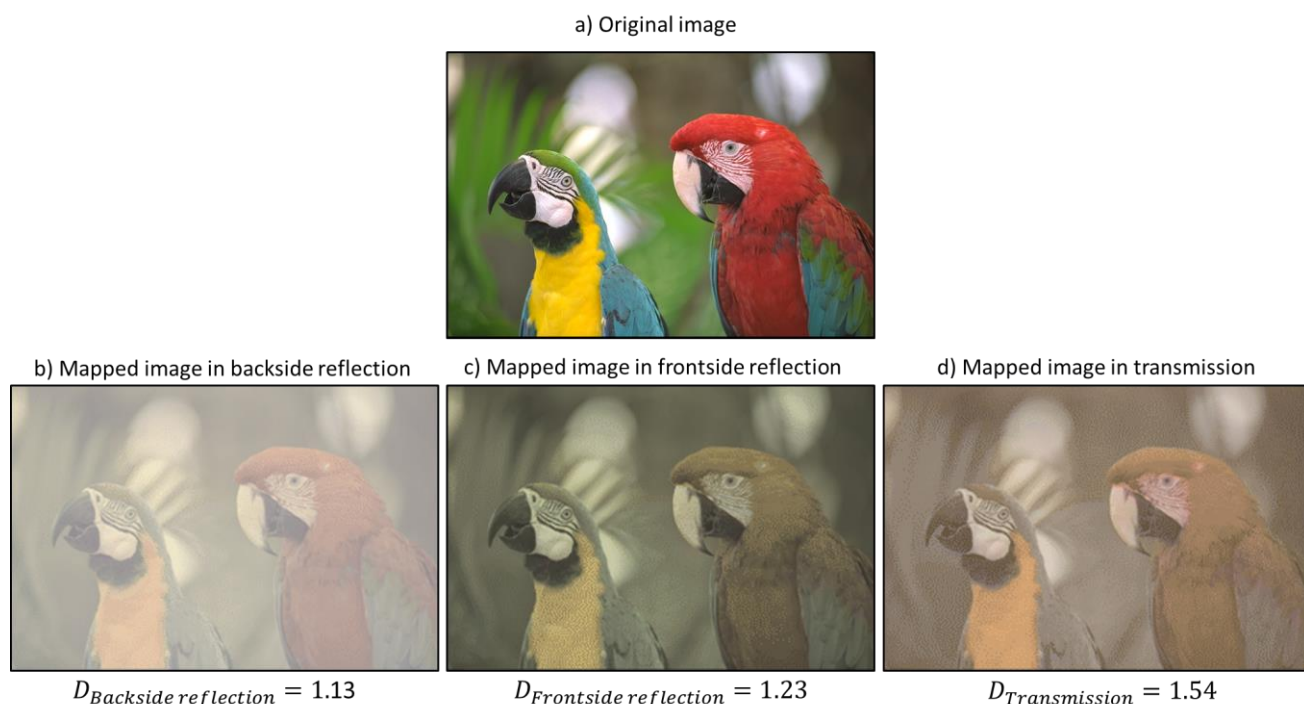 a) Original image
b) Mapped image in backside reflection
c) Mapped image in frontside reflection
d) Mapped image in transmission
D_{Backside reflection} = 1.13
D_{Frontside reflection} = 1.23
D_{Transmission} = 1.54